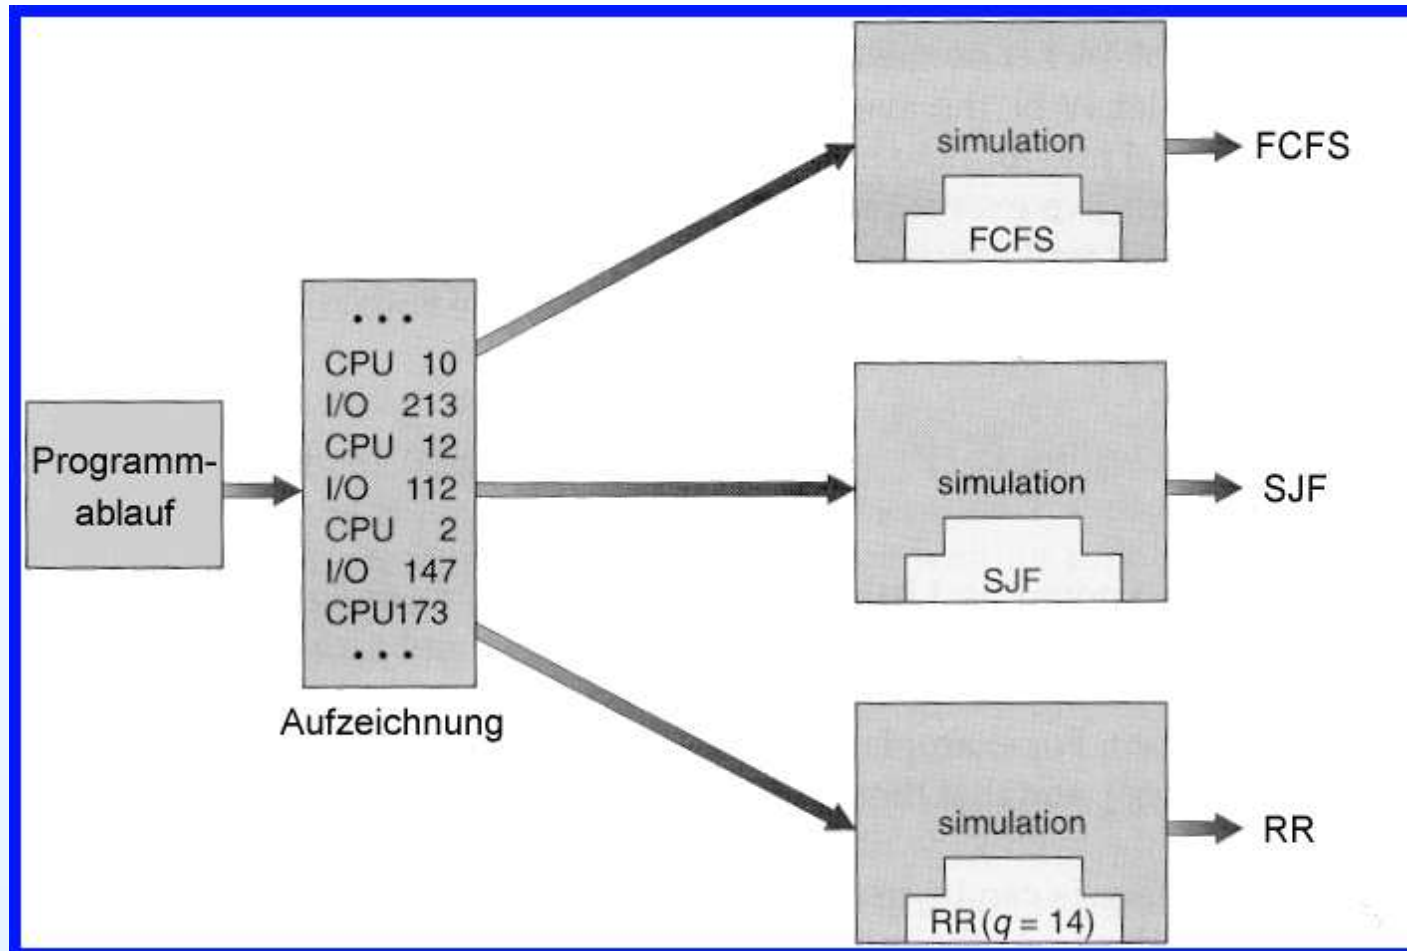 Programm-
ablauf
• • •
CPU 10
I/O 213
CPU 12
I/O 112
CPU 2
I/O 147
CPU173
• • •
Aufzeichnung
simulation
FCFS
FCFS
simulation
SJF
SJF
simulation
RR (q = 14)
RR